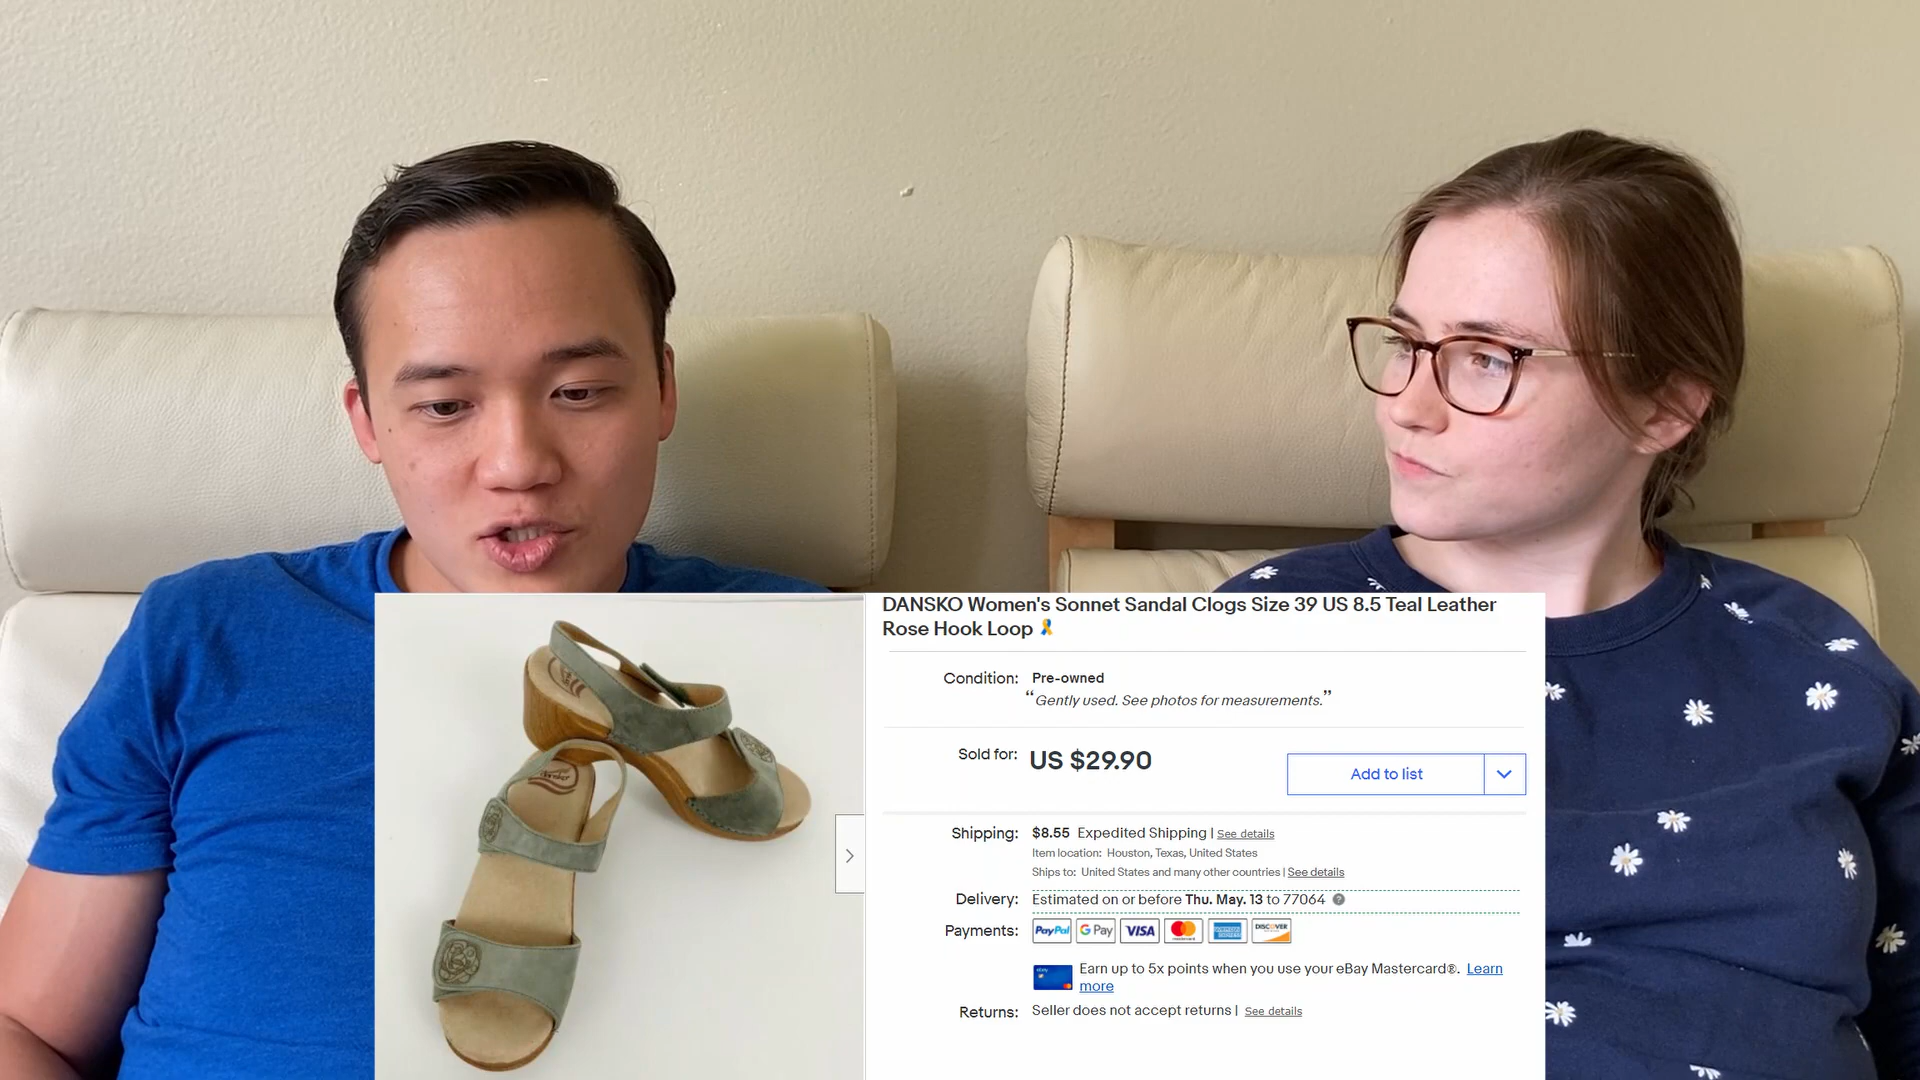 DANSKO Women's Sonnet Sandal Clogs Size 39 US 8.5 Teal Leather
Rose Hook Loop
Condition: Pre-owned
“Gently used. See photos for measurements.”
Sold for: US $29.90
Add to list
Shipping: $8.55 Expedited Shipping | See details
Item location: Houston, Texas, United States
Ships to: United States and many other countries | See details
Delivery: Estimated on or before Thu. May. 13 to 77064
Payments: PayPal G Pay VISA DISCOVER
Earn up to 5x points when you use your eBay Mastercard®. Learn
more
Returns: Seller does not accept returns | See details